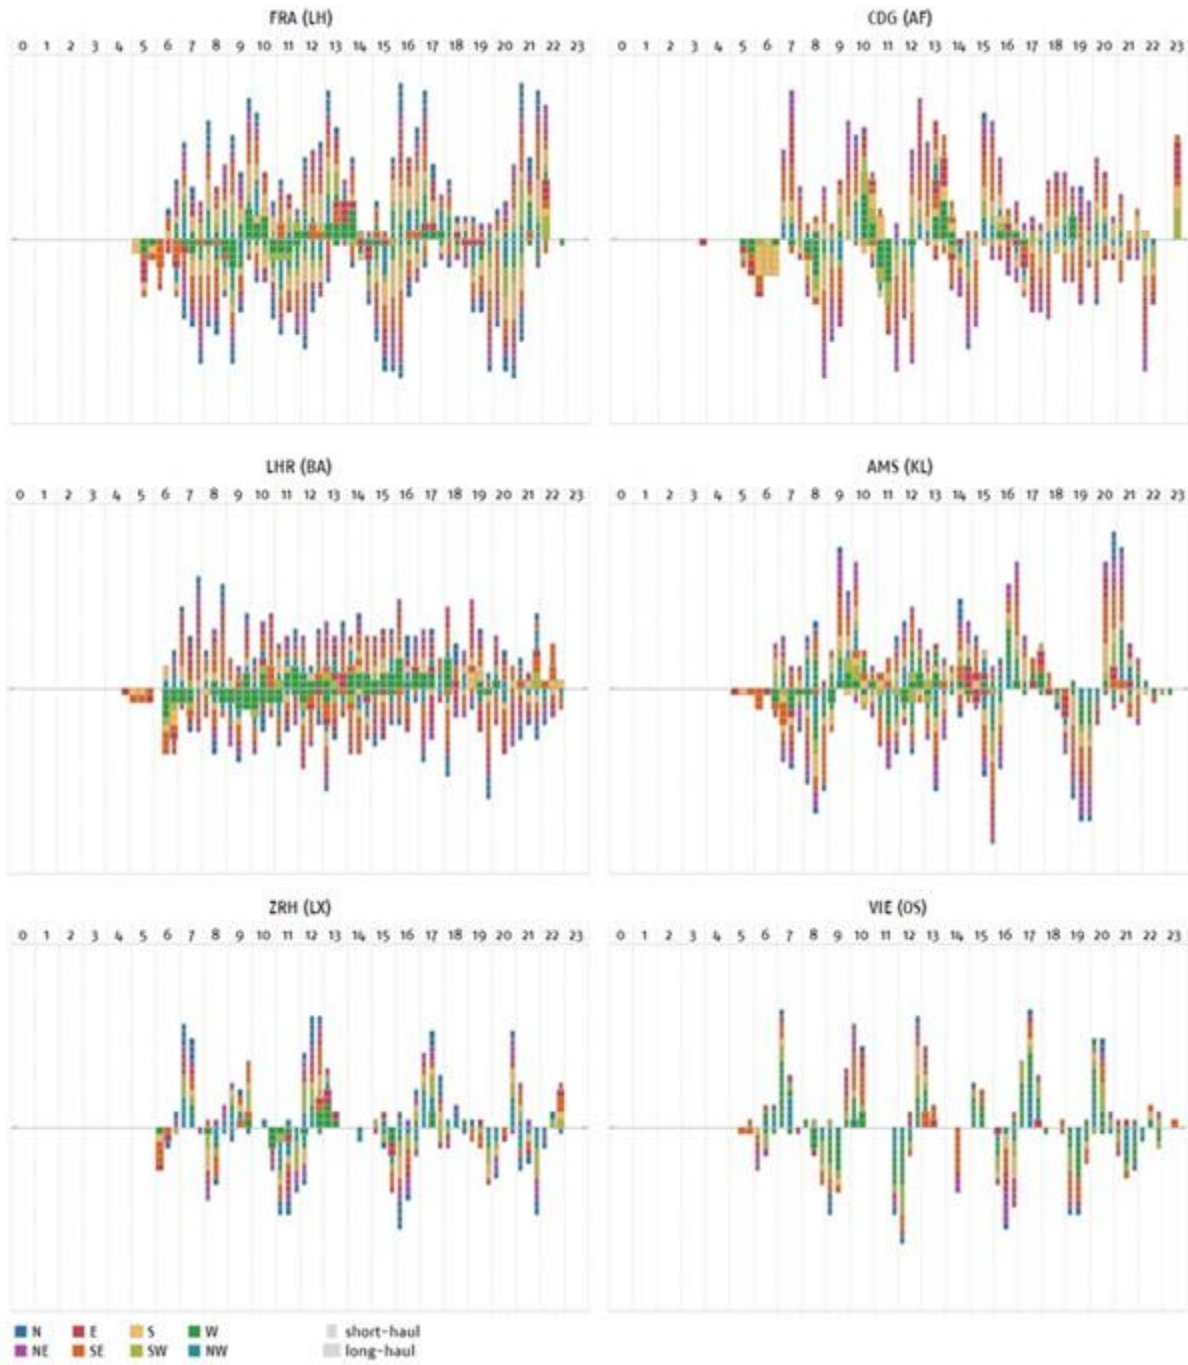 FRA (LH)
0 1 2 3 4 5 6 7 8 9 10 11 12 13 14 15 16 17 18 19 20 21 22 23
CDG (AF)
0 1 2 3 4 5 6 7 8 9 10 11 12 13 14 15 16 17 18 19 20 21 22 23
LHR (BA)
0 1 2 3 4 5 6 7 8 9 10 11 12 13 14 15 16 17 18 19 20 21 22 23
AMS (KL)
0 1 2 3 4 5 6 7 8 9 10 11 12 13 14 15 16 17 18 19 20 21 22 23
ZRH (LX)
0 1 2 3 4 5 6 7 8 9 10 11 12 13 14 15 16 17 18 19 20 21 22 23
VIE (OS)
0 1 2 3 4 5 6 7 8 9 10 11 12 13 14 15 16 17 18 19 20 21 22 23
N E S W short-haul
NE SE SW NW long-haul